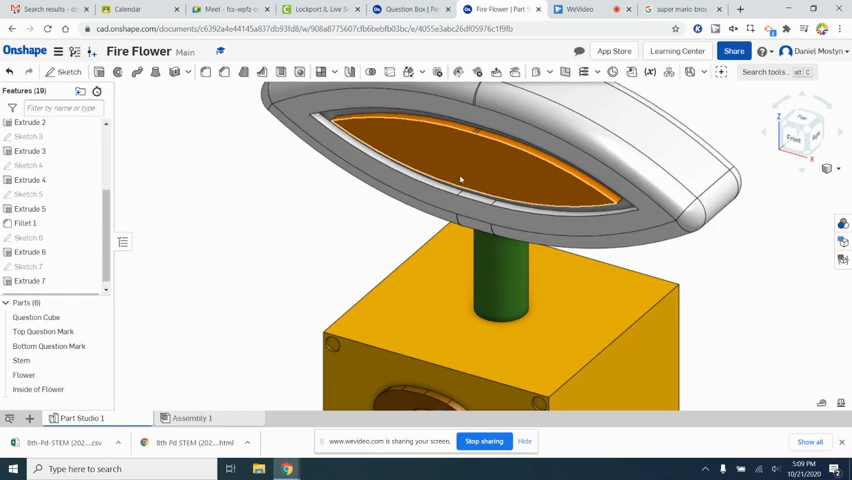 Search results - dm
Calendar
Meet - fcs-wpfz-
Lockport IL Live S
Question Box | Par
Fire Flower | Part S
WeVideo
super mario bros
cad.onshape.com/documents/c6392a4e44145a837db93fd8/w/908a8775607cfb6bebfb03bc/e/4055e3abc26df05976c1f9fb
Onshape
Fire Flower Main
App Store
Learning Center
Share
Daniel Mostyn
Sketch
Search tools...
alt C
Features (19)
Filter by name or type
Extrude 2
Sketch 3
Extrude 3
Sketch 4
Extrude 4
Sketch 5
Extrude 5
Fillet 1
Sketch 6
Extrude 6
Sketch 7
Extrude 7
Parts (6)
Question Cube
Top Question Mark
Bottom Question Mark
Stem
Flower
Inside of Flower
Z
Top
Front
Right
X
Part Studio 1
Assembly 1
8th-Pd-STEM (202....csv
8th Pd STEM (202....html
www.wevideo.com is sharing your screen.
Stop sharing
Hide
Show all
Type here to search
5:09 PM
10/21/2020
2